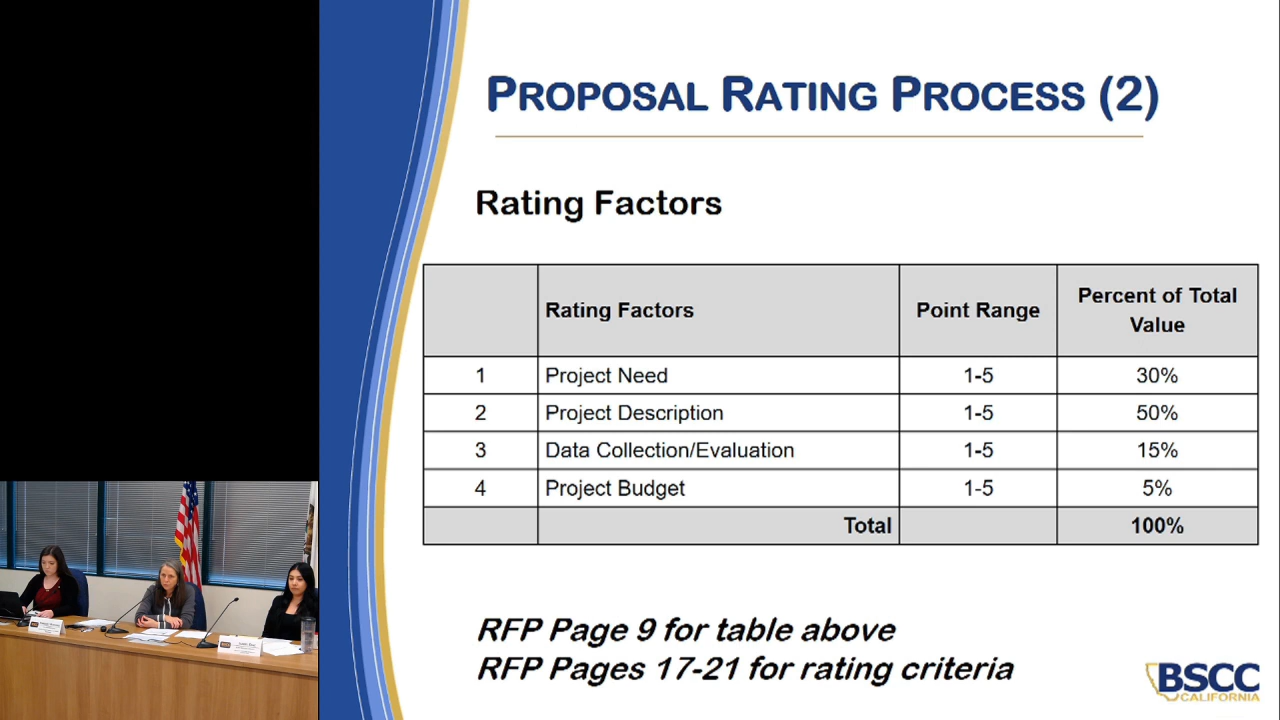 PROPOSAL RATING PROCESS (2)
Rating Factors
Rating Factors Point Range Percent of Total Value
1 Project Need 1-5 30%
2 Project Description 1-5 50%
3 Data Collection/Evaluation 1-5 15%
4 Project Budget 1-5 5%
Total 100%
RFP Page 9 for table above
RFP Pages 17-21 for rating criteria
BSCC
CALIFORNIA